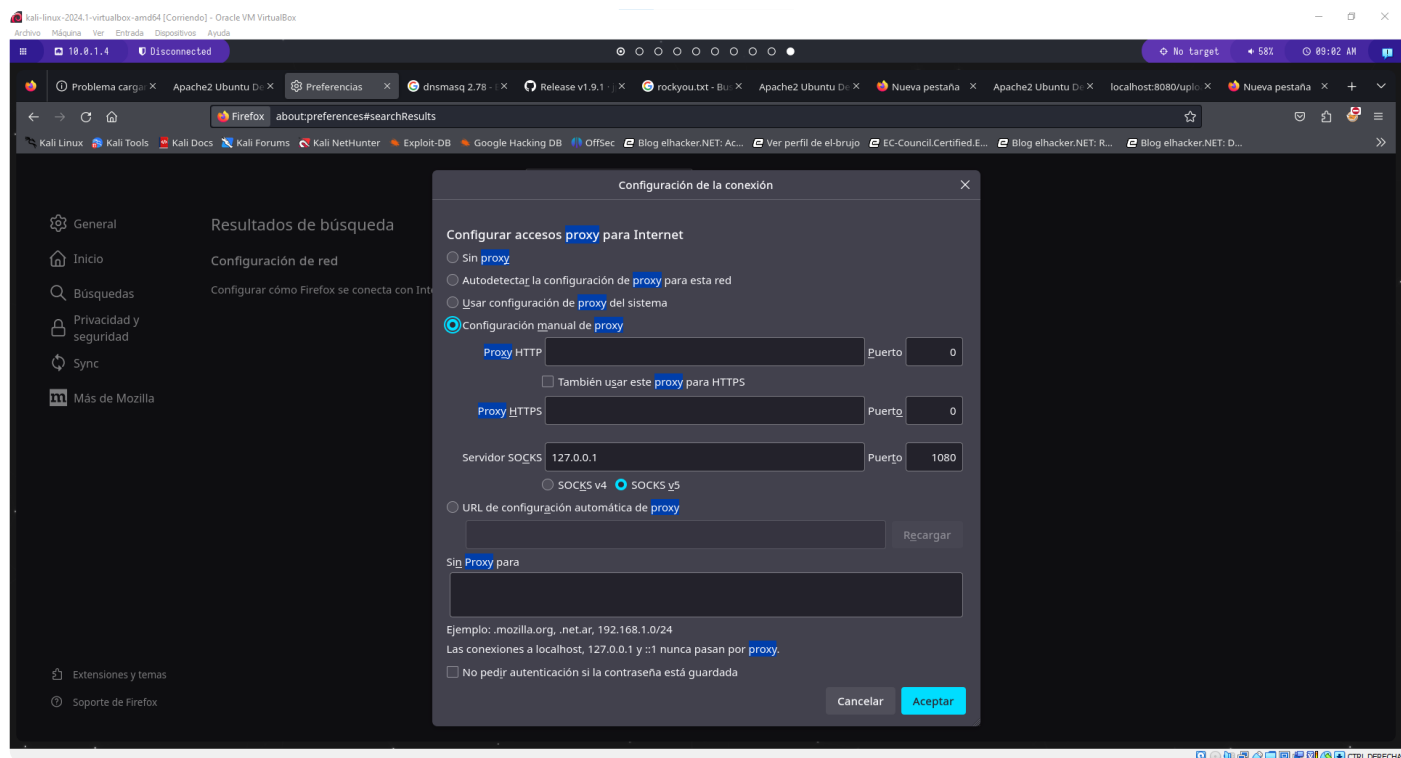 kali-linux-2024.1-virtualbox-amd64 [Corriendo] - Oracle VM VirtualBox
Archivo Máquina Ver Entrada Dispositivos Ayuda
10.0.1.4 Disconnected No target 58% 09:02 AM
Problema carga Apache2 Ubuntu De Preferencias dnsmasq 2.78 - Release v1.9.1 · rockyou.txt - Bus Apache2 Ubuntu De Nueva pestaña Apache2 Ubuntu De localhost:8080/uplo Nueva pestaña
Firefox about:preferences#searchResults
Kali Linux Kali Tools Kali Docs Kali Forums Kali NetHunter Exploit-DB Google Hacking DB OffSec Blog elhacker.NET: Ac... Ver perfil de el-brujo EC-Council.Certified.E... Blog elhacker.NET: R... Blog elhacker.NET: D...
General
Inicio
Búsquedas
Privacidad y
seguridad
Sync
Más de Mozilla
Extensiones y temas
Soporte de Firefox
Resultados de búsqueda
Configuración de red
Configurar cómo Firefox se conecta con
Configuración de la conexión
Configurar accesos proxy para Internet
Sin proxy
Autodetectar la configuración de proxy para esta red
Usar configuración de proxy del sistema
Configuración manual de proxy
Proxy HTTP Puerto 0
También usar este proxy para HTTPS
Proxy HTTPS Puerto 0
Servidor SOCKS 127.0.0.1 Puerto 1080
SOCKS v4 SOCKS v5
URL de configuración automática de proxy
Recargar
Sin Proxy para
Ejemplo: .mozilla.org, .net.ar, 192.168.1.0/24
Las conexiones a localhost, 127.0.0.1 y ::1 nunca pasan por proxy.
No pedir autenticación si la contraseña está guardada
Cancelar Aceptar
CTRL DERECHA